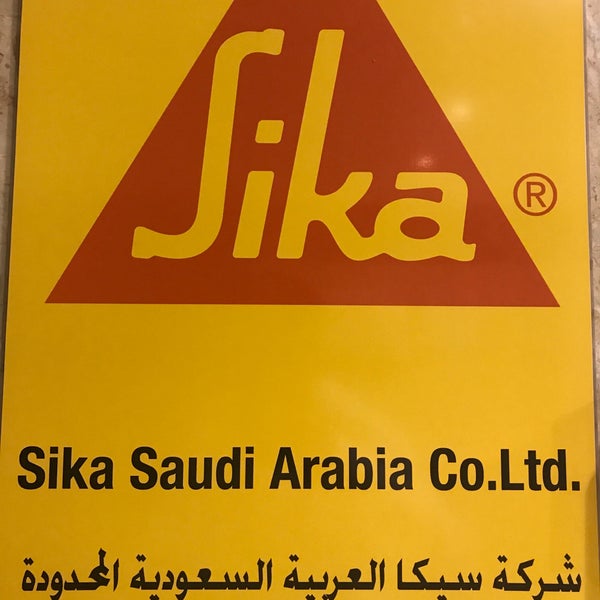 Sika®
Sika Saudi Arabia Co.Ltd.
شركة سيكا العربية السعودية المحدودة